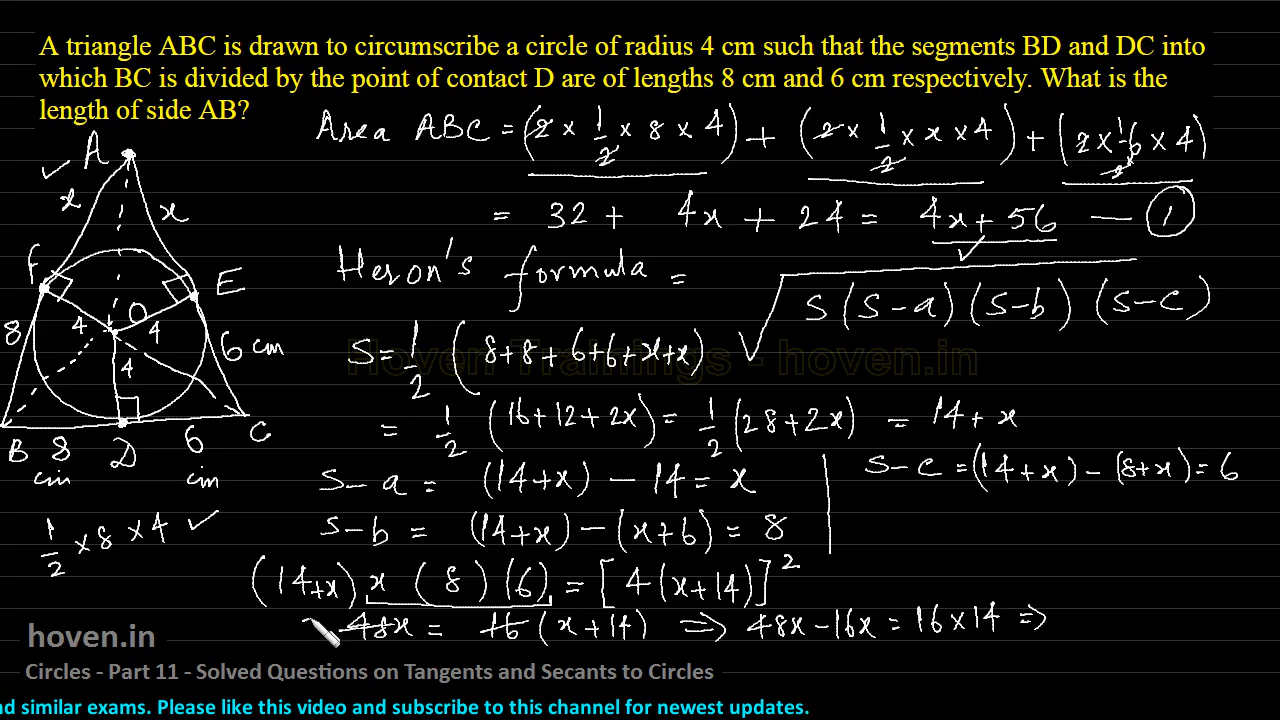 A triangle ABC is drawn to circumscribe a circle of radius 4 cm such that the segments BD and DC into
which BC is divided by the point of contact D are of lengths 8 cm and 6 cm respectively. What is the
length of side AB?
Area ABC = (2 × 1/2 × 8 × 4) + (2 × 1/2 × x × 4) + (2 × 1/2 6 × 4)
= 32 + 4x + 24 = 4x + 56 — ①
Heron's formula = √ S(S-a)(S-b)(S-c)
S = 1/2 (8+8+6+6+x+x)
Hoven Trainings - hoven.in
= 1/2 (16+12+2x) = 1/2 (28+2x) = 14+x
S-a = (14+x) - 14 = x
S-c = (14+x) - (8+x) = 6
S-b = (14+x) - (x+6) = 8
(14+x) x (8) (6) = [4(x+14)]²
48x = 16 (x+14) ⇒ 48x - 16x = 16×14 ⇒
A
x x
F E
O
8 4 4 6 cm
4
B 8 D 6 C
cm cm
1/2 × 8 × 4 ✓
hoven.in
Circles - Part 11 - Solved Questions on Tangents and Secants to Circles
nd similar exams. Please like this video and subscribe to this channel for newest updates.